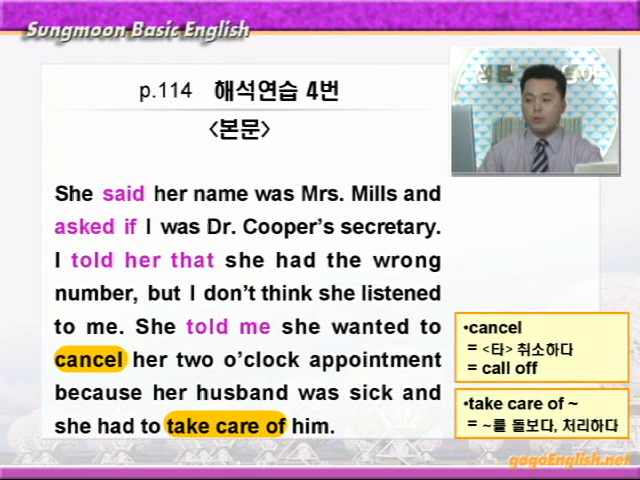 Sungmoon Basic English
p.114 해석연습 4번
<본문>
She said her name was Mrs. Mills and
asked if I was Dr. Cooper's secretary.
I told her that she had the wrong
number, but I don't think she listened
to me. She told me she wanted to
cancel her two o'clock appointment
because her husband was sick and
she had to take care of him.
•cancel
= <타> 취소하다
= call off
•take care of ~
= ~를 돌보다, 처리하다
gogoEnglish.net